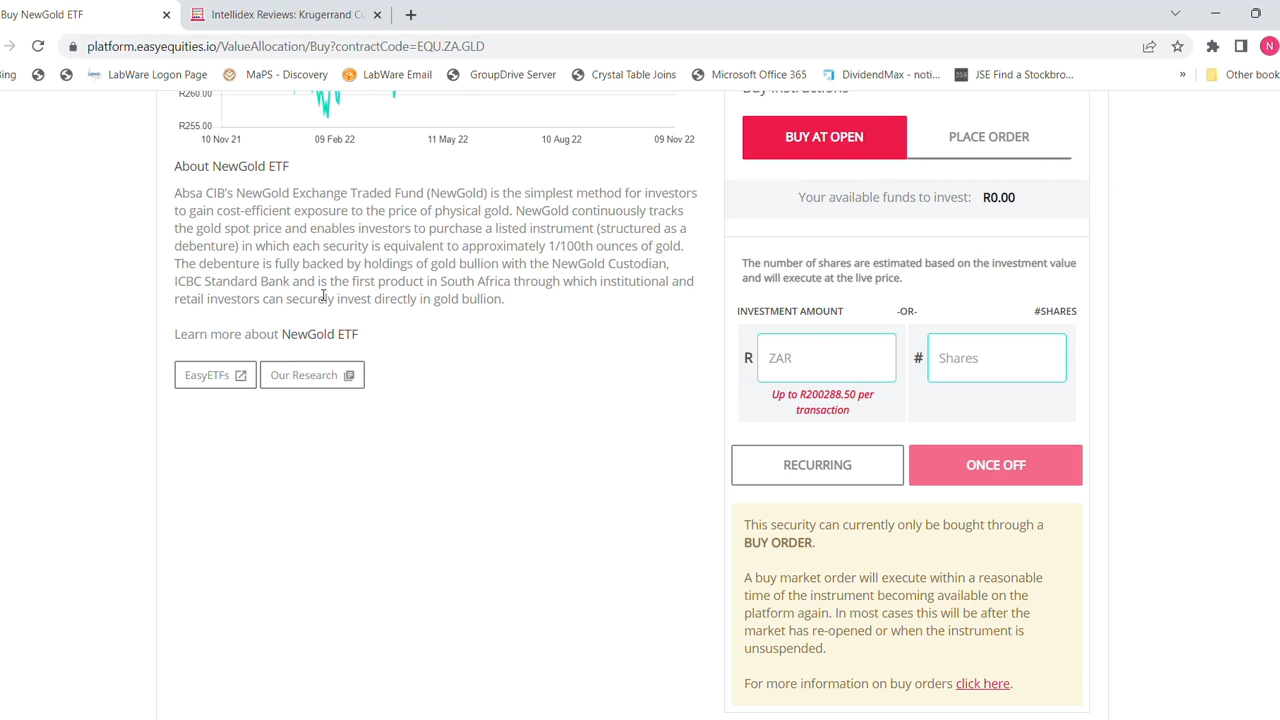 Buy NewGold ETF
Intellidex Reviews: Krugerrand Cu
platform.easyequities.io/ValueAllocation/Buy?contractCode=EQU.ZA.GLD
N
ing
LabWare Logon Page
MaPS - Discovery
LabWare Email
GroupDrive Server
Crystal Table Joins
Microsoft Office 365
DividendMax - noti...
JSE Find a Stockbro...
»
Other book
R260.00
R255.00
10 Nov 21
09 Feb 22
11 May 22
10 Aug 22
09 Nov 22
About NewGold ETF
Absa CIB's NewGold Exchange Traded Fund (NewGold) is the simplest method for investors
to gain cost-efficient exposure to the price of physical gold. NewGold continuously tracks
the gold spot price and enables investors to purchase a listed instrument (structured as a
debenture) in which each security is equivalent to approximately 1/100th ounces of gold.
The debenture is fully backed by holdings of gold bullion with the NewGold Custodian,
ICBC Standard Bank and is the first product in South Africa through which institutional and
retail investors can securely invest directly in gold bullion.
Learn more about NewGold ETF
EasyETFs
Our Research
Buy Instructions
BUY AT OPEN
PLACE ORDER
Your available funds to invest: R0.00
The number of shares are estimated based on the investment value
and will execute at the live price.
INVESTMENT AMOUNT
-OR-
#SHARES
R
ZAR
#
Shares
Up to R200288.50 per
transaction
RECURRING
ONCE OFF
This security can currently only be bought through a
BUY ORDER.
A buy market order will execute within a reasonable
time of the instrument becoming available on the
platform again. In most cases this will be after the
market has re-opened or when the instrument is
unsuspended.
For more information on buy orders click here.